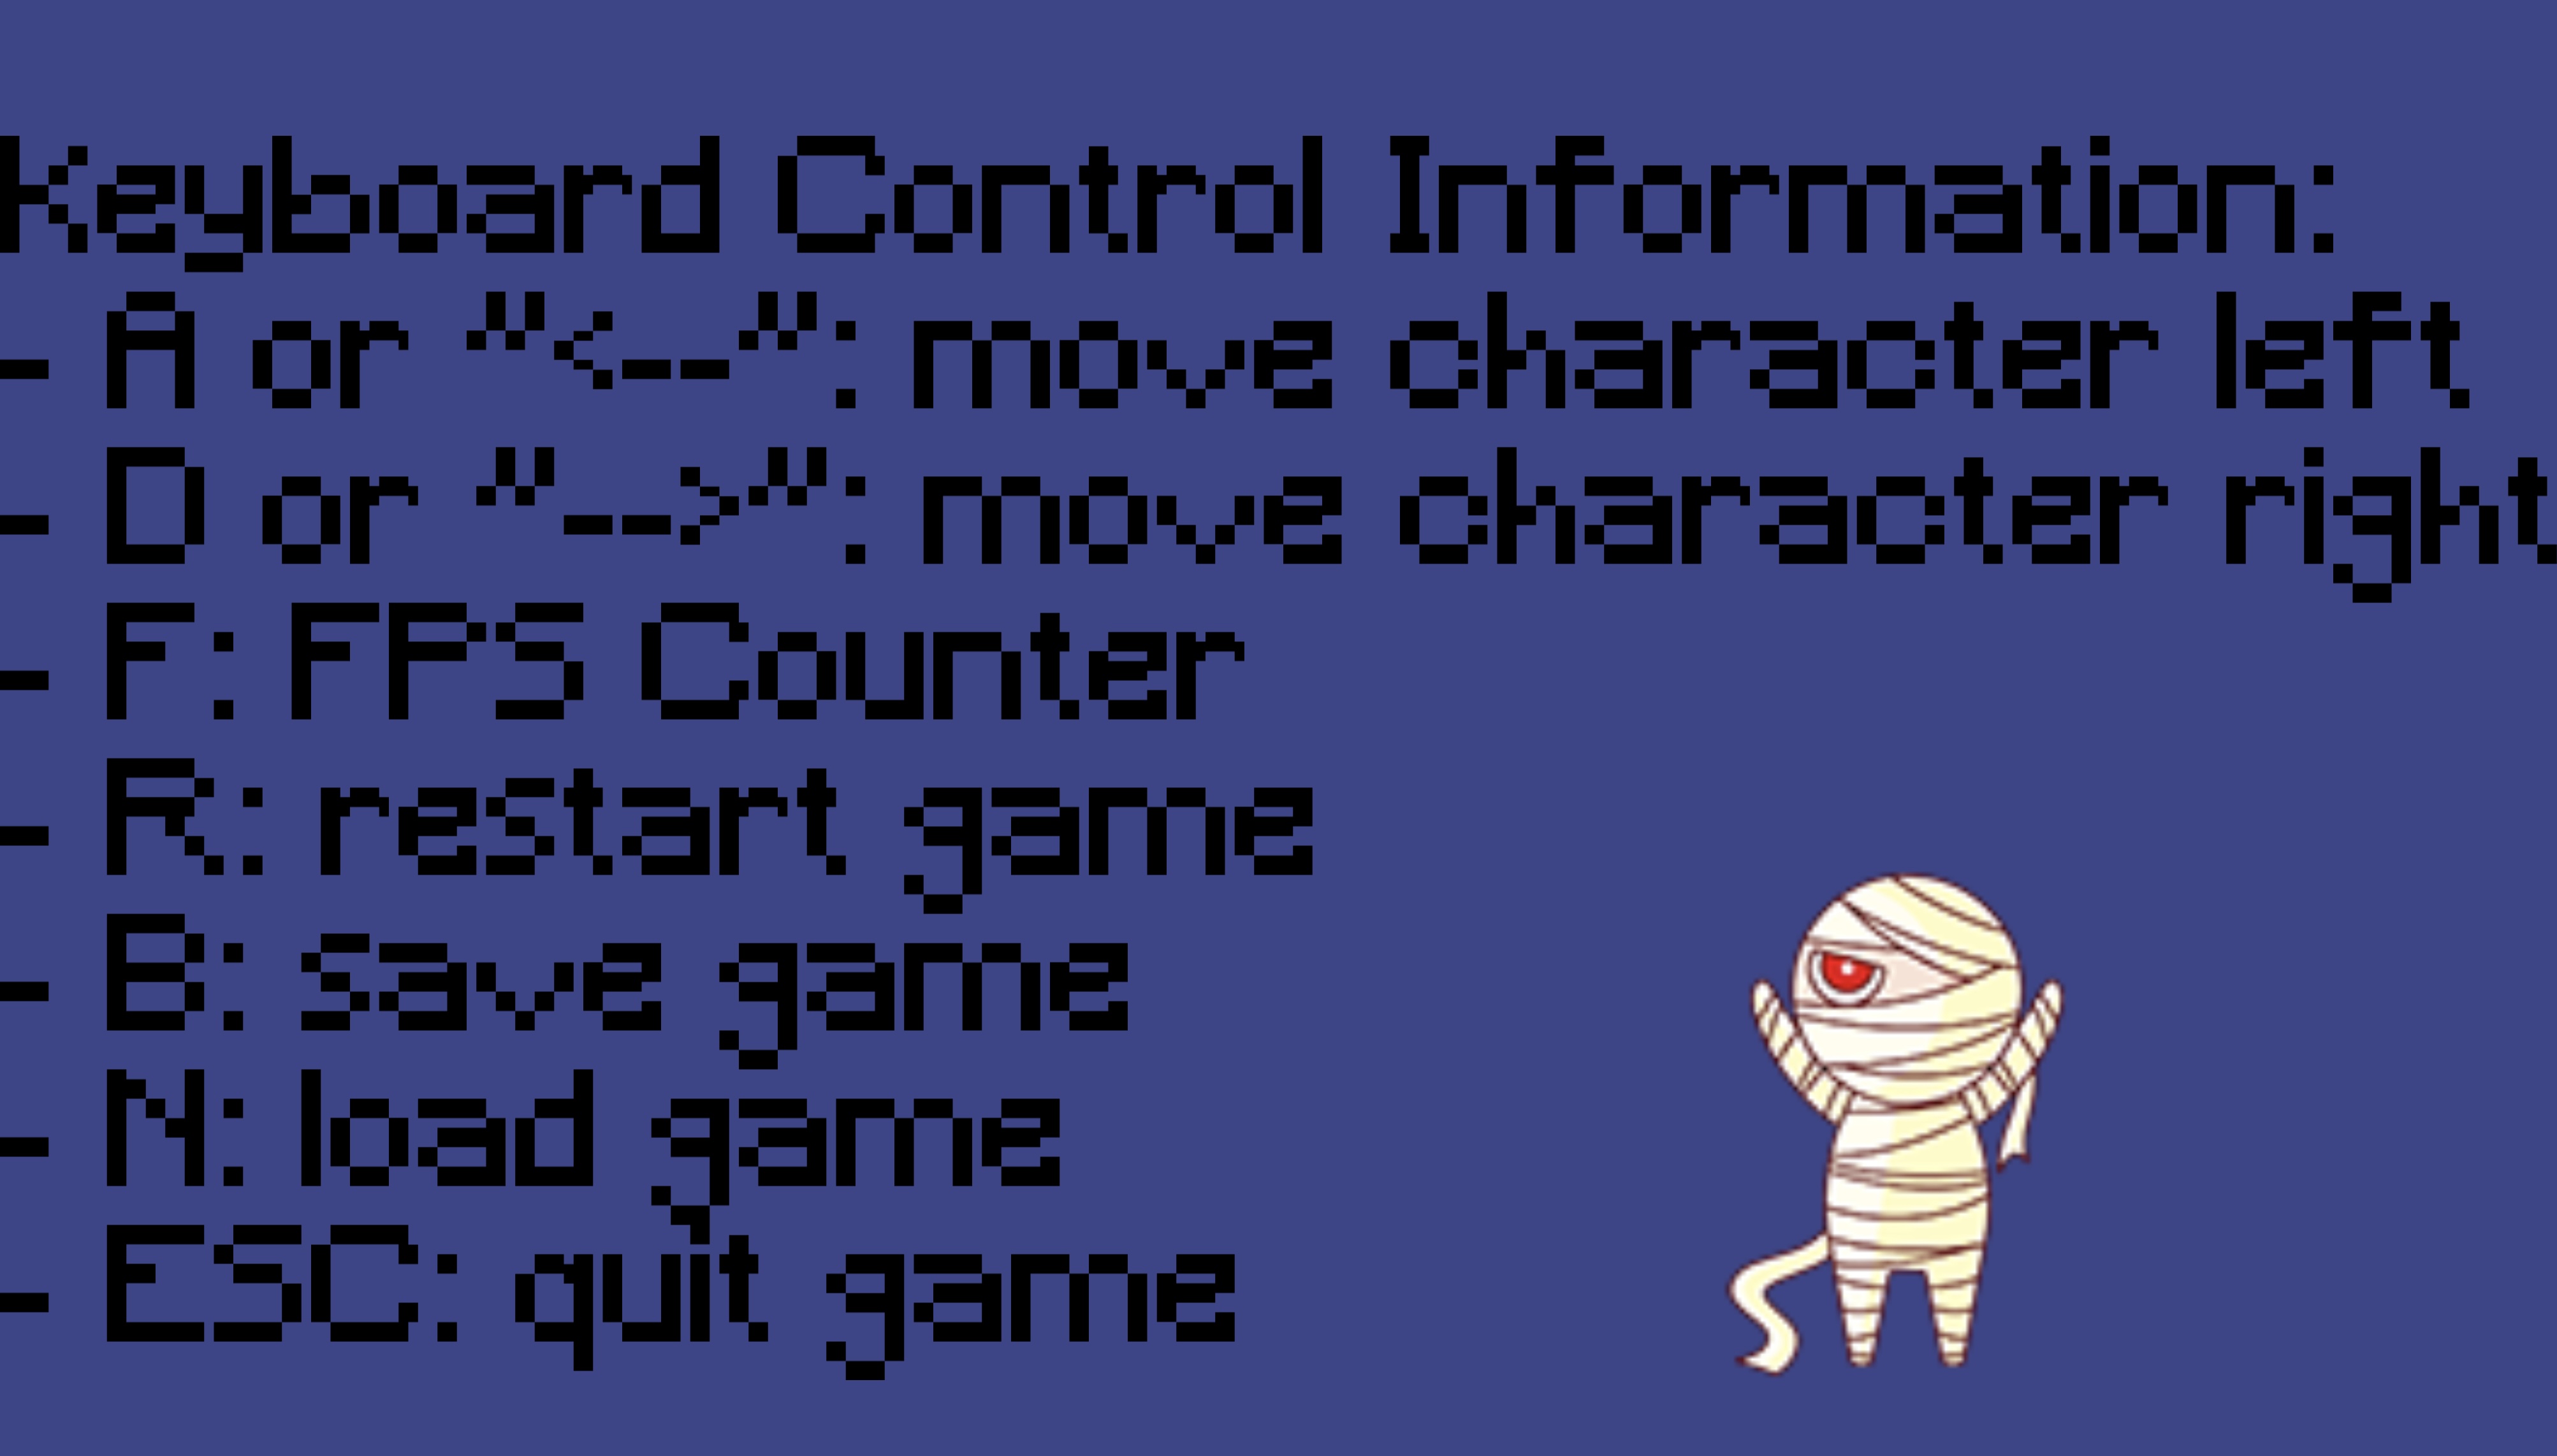 Keyboard Control Information:
- A or "<--": move character left
- D or "-->": move character right
- F: FPS Counter
- R: restart game
- B: save game
- N: load game
- ESC: quit game